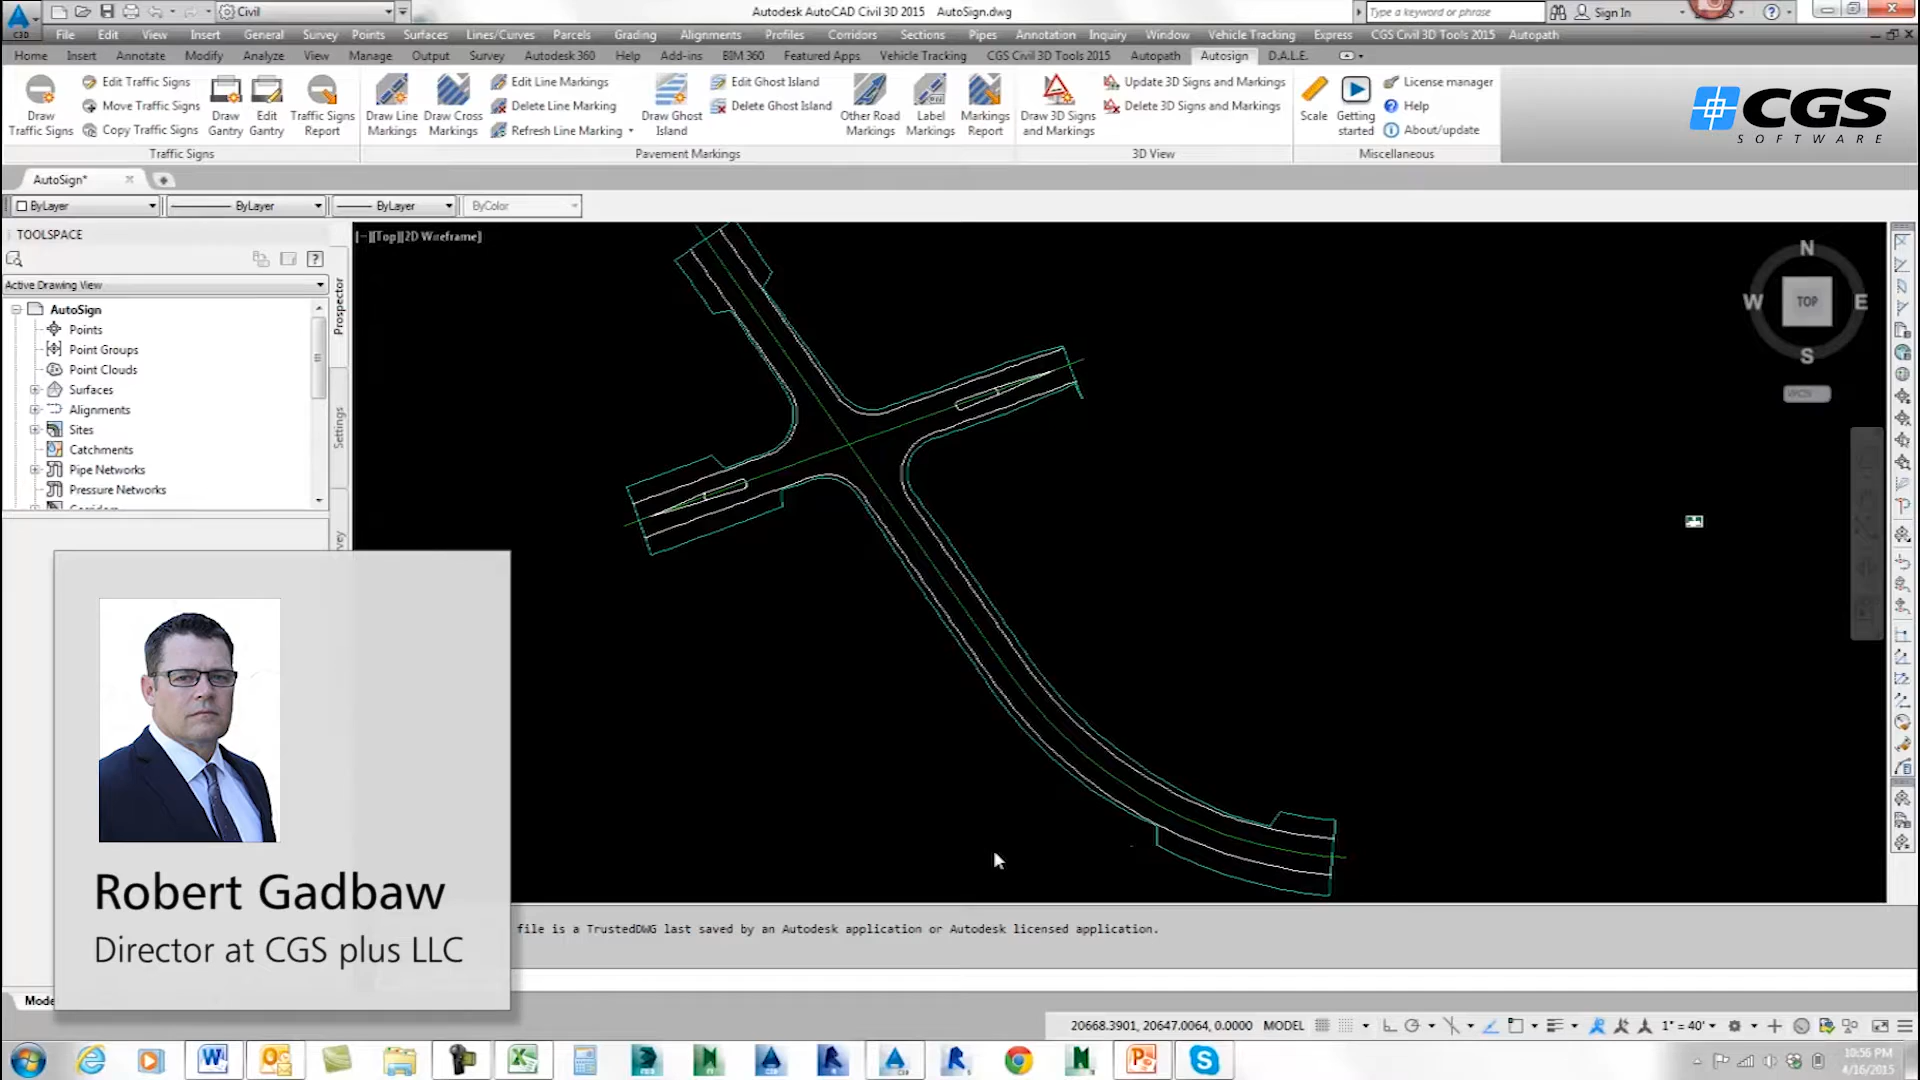 Civil
Autodesk AutoCAD Civil 3D 2015 AutoSign.dwg
Type a keyword or phrase
Sign In
C3D
File Edit View Insert General Survey Points Surfaces Lines/Curves Parcels Grading Alignments Profiles Corridors Sections Pipes Annotation Inquiry Window Vehicle Tracking Express CGS Civil 3D Tools 2015 Autopath
Home Insert Annotate Modify Analyze View Manage Output Survey Autodesk 360 Help Add-ins BIM 360 Featured Apps Vehicle Tracking CGS Civil 3D Tools 2015 Autopath Autosign D.A.L.E.
Draw Traffic Signs
Edit Traffic Signs
Move Traffic Signs
Copy Traffic Signs
Draw Gantry
Edit Gantry
Traffic Signs Report
Traffic Signs
Draw Line Markings
Draw Cross Markings
Edit Line Markings
Delete Line Marking
Refresh Line Marking
Draw Ghost Island
Edit Ghost Island
Delete Ghost Island
Other Road Markings
Label Markings
Markings Report
Pavement Markings
Draw 3D Signs and Markings
Update 3D Signs and Markings
Delete 3D Signs and Markings
3D View
Scale
Getting started
License manager
Help
About/update
Miscellaneous
CGS
SOFTWARE
AutoSign*
ByLayer ByLayer ByLayer ByColor
TOOLSPACE
Active Drawing View
AutoSign
Points
Point Groups
Point Clouds
Surfaces
Alignments
Sites
Catchments
Pipe Networks
Pressure Networks
Prospector
Settings
[-][Top][2D Wireframe]
N
W TOP E
S
Robert Gadbaw
Director at CGS plus LLC
file is a TrustedDWG last saved by an Autodesk application or Autodesk licensed application.
20668.3901, 20647.0064, 0.0000 MODEL
1" = 40'
10:56 PM
4/16/2015